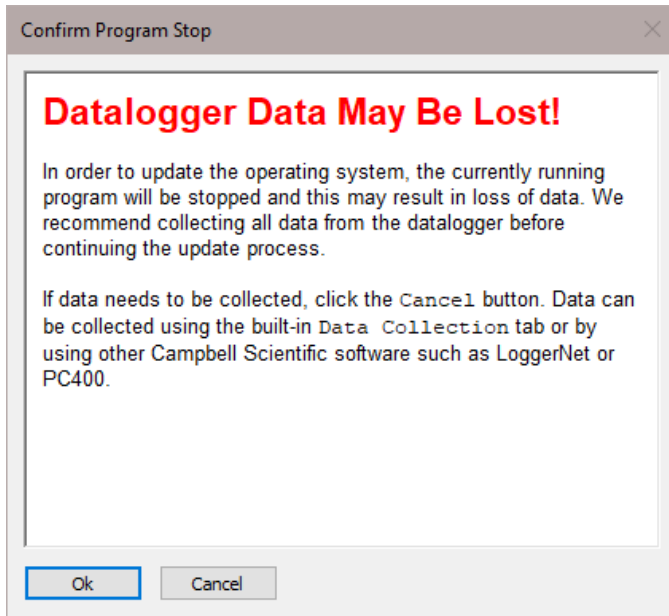 Confirm Program Stop
Datalogger Data May Be Lost!
In order to update the operating system, the currently running
program will be stopped and this may result in loss of data. We
recommend collecting all data from the datalogger before
continuing the update process.
If data needs to be collected, click the Cancel button. Data can
be collected using the built-in Data Collection tab or by
using other Campbell Scientific software such as LoggerNet or
PC400.
Ok
Cancel